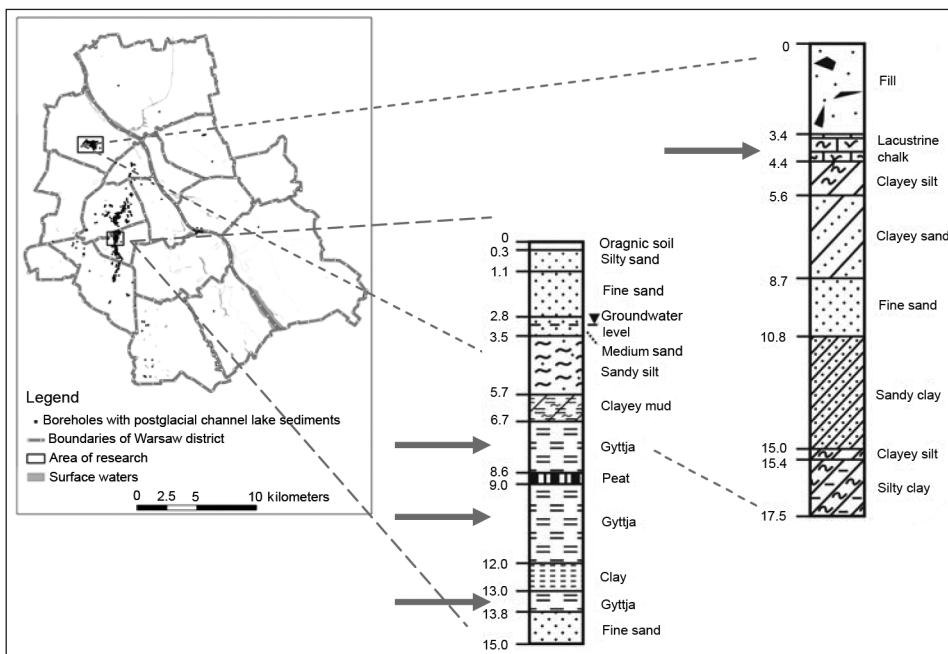 Legend
Boreholes with postglacial channel lake sediments
Boundaries of Warsaw district
Area of research
Surface waters
0 2.5 5 10 kilometers
0
0.3
1.1
2.8
3.5
5.7
6.7
8.6
9.0
12.0
13.0
13.8
15.0
Oragnic soil
Silty sand
Fine sand
Groundwater
level
Medium sand
Sandy silt
Clayey mud
Gyttja
Peat
Gyttja
Clay
Gyttja
Fine sand
0
3.4
4.4
5.6
8.7
10.8
15.0
15.4
17.5
Fill
Lacustrine
chalk
Clayey silt
Clayey sand
Fine sand
Sandy clay
Clayey silt
Silty clay